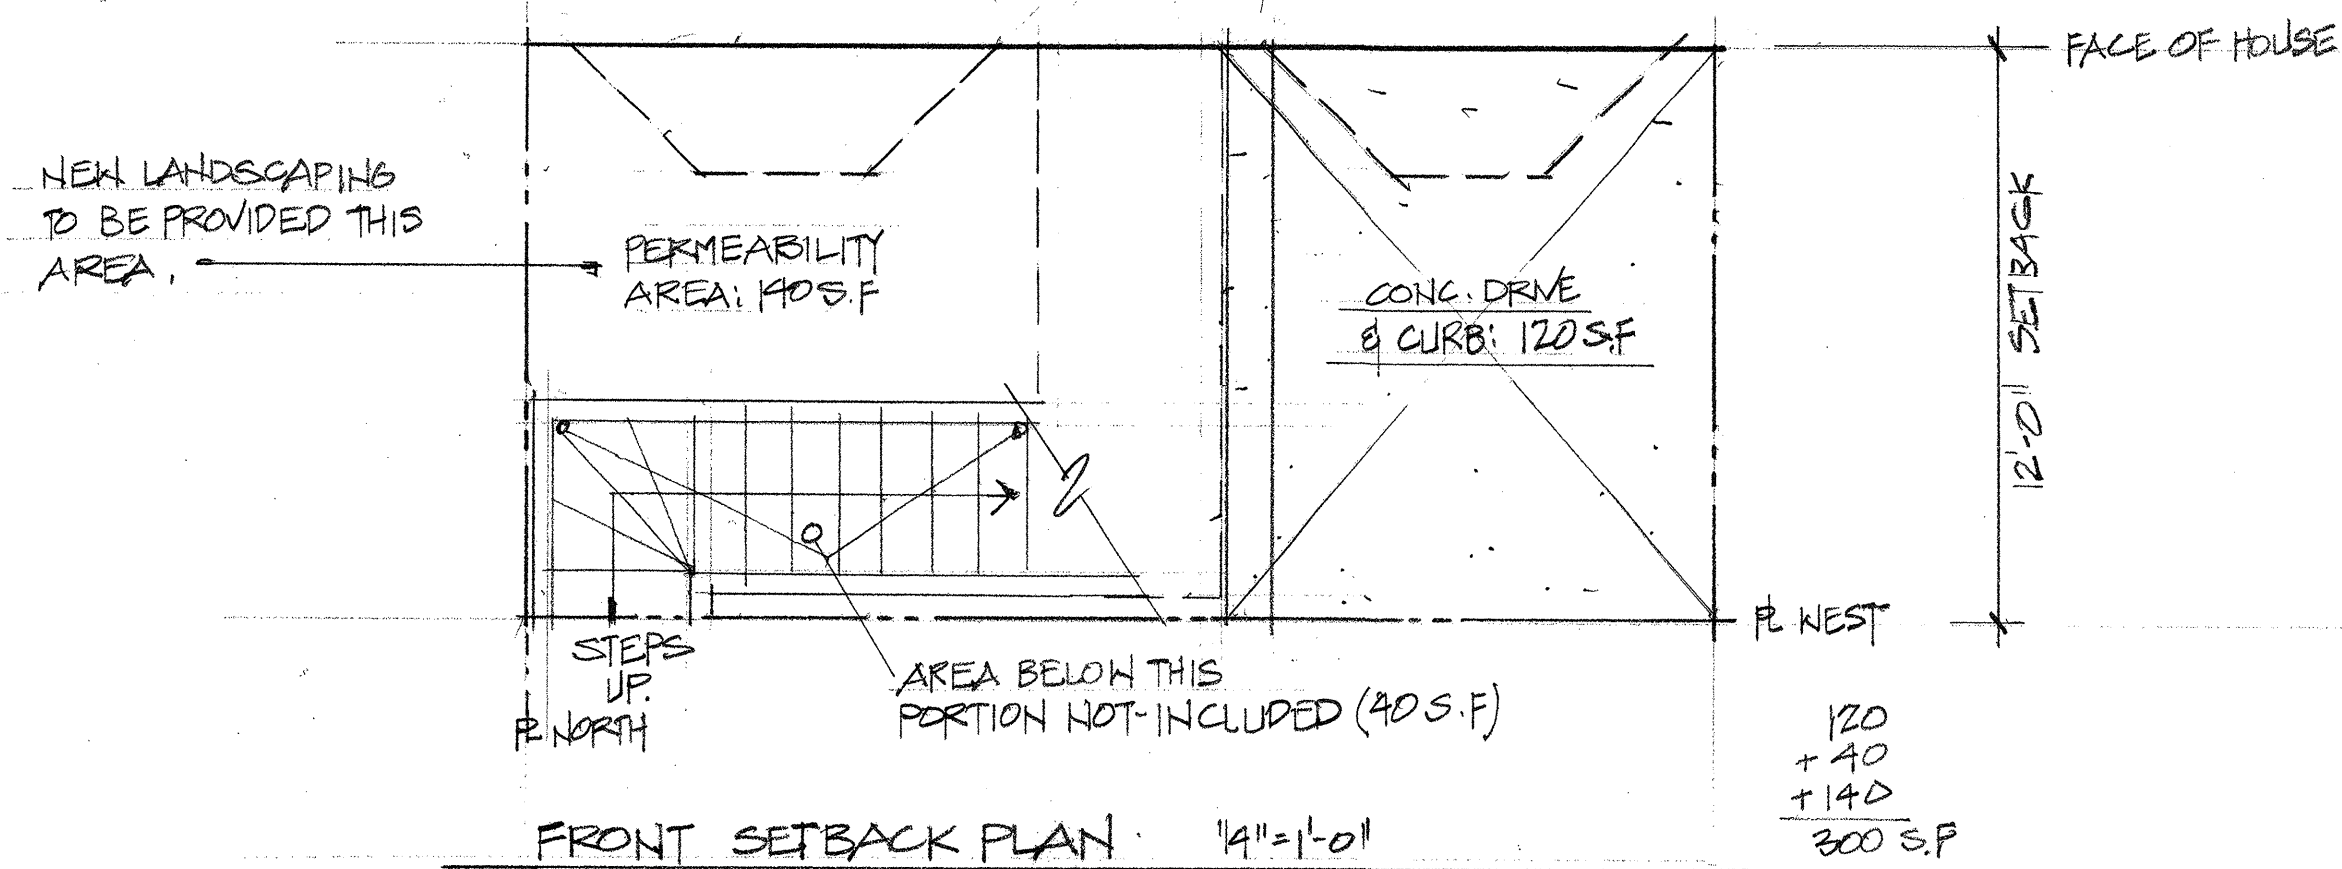 FACE OF HOUSE
NEW LANDSCAPING
TO BE PROVIDED THIS
AREA.
PERMEABILITY
AREA: 140 S.F
CONC. DRIVE
& CURB: 120 S.F
12'-0" SETBACK
PL WEST
STEPS
UP.
PL NORTH
AREA BELOW THIS
PORTION NOT-INCLUDED (40 S.F)
120
+ 40
+ 140
300 S.F
FRONT SETBACK PLAN 1/4"=1'-0"